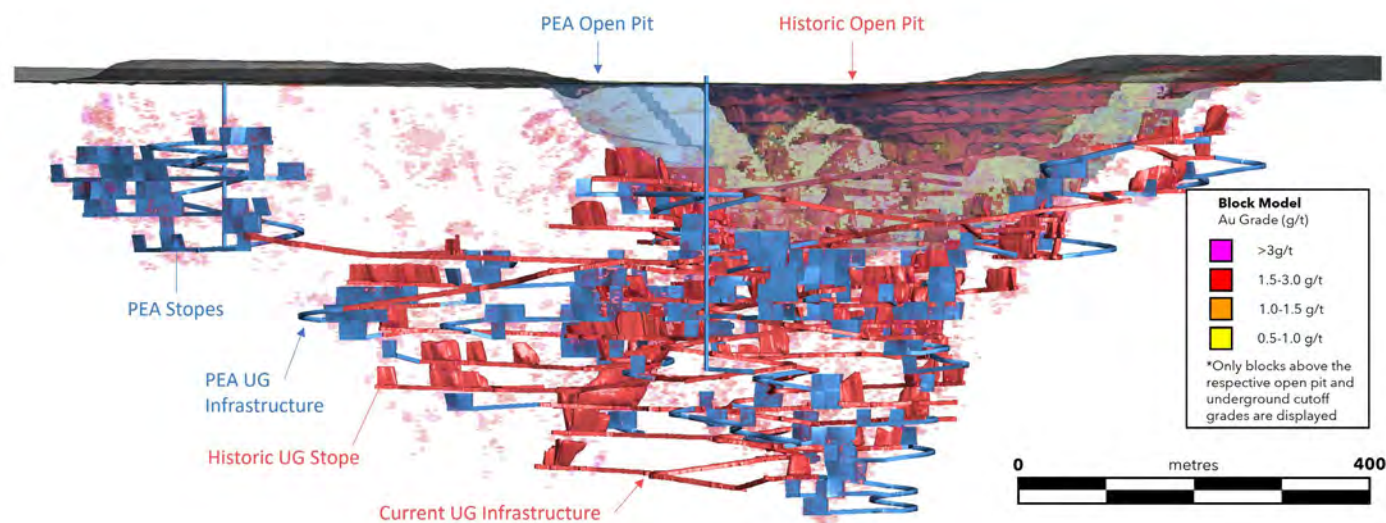 PEA Open Pit
Historic Open Pit
PEA Stopes
PEA UG
Infrastructure
Historic UG Stope
Current UG Infrastructure
Block Model
Au Grade (g/t)
>3g/t
1.5-3.0 g/t
1.0-1.5 g/t
0.5-1.0 g/t
*Only blocks above the
respective open pit and
underground cutoff
grades are displayed
0 metres 400